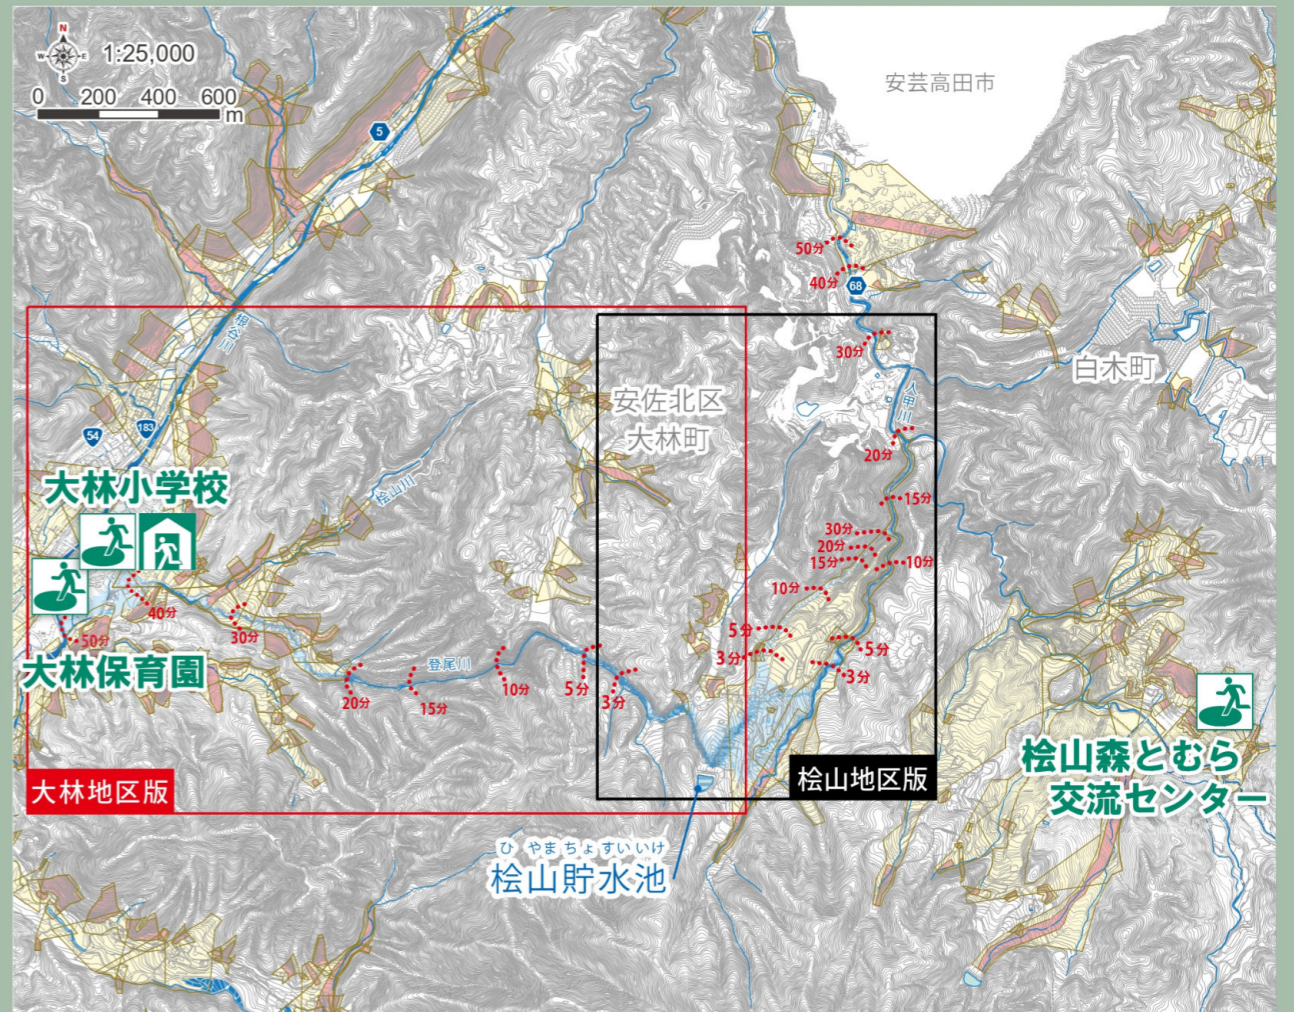 N
W
E
S
1:25,000
0 200 400 600 m
安芸高田市
5
50分
40分
68
30分
根谷川
白木町
安佐北区
大林町
人甲川
54
183
20分
大林小学校
桧山川
15分
30分
20分
15分
10分
10分
40分
30分
50分
5分
3分
5分
3分
大林保育園
登尾川
20分
15分
10分
5分
3分
大林地区版
桧山地区版
桧山森とむら
交流センター
ひやまちょすいいけ
桧山貯水池